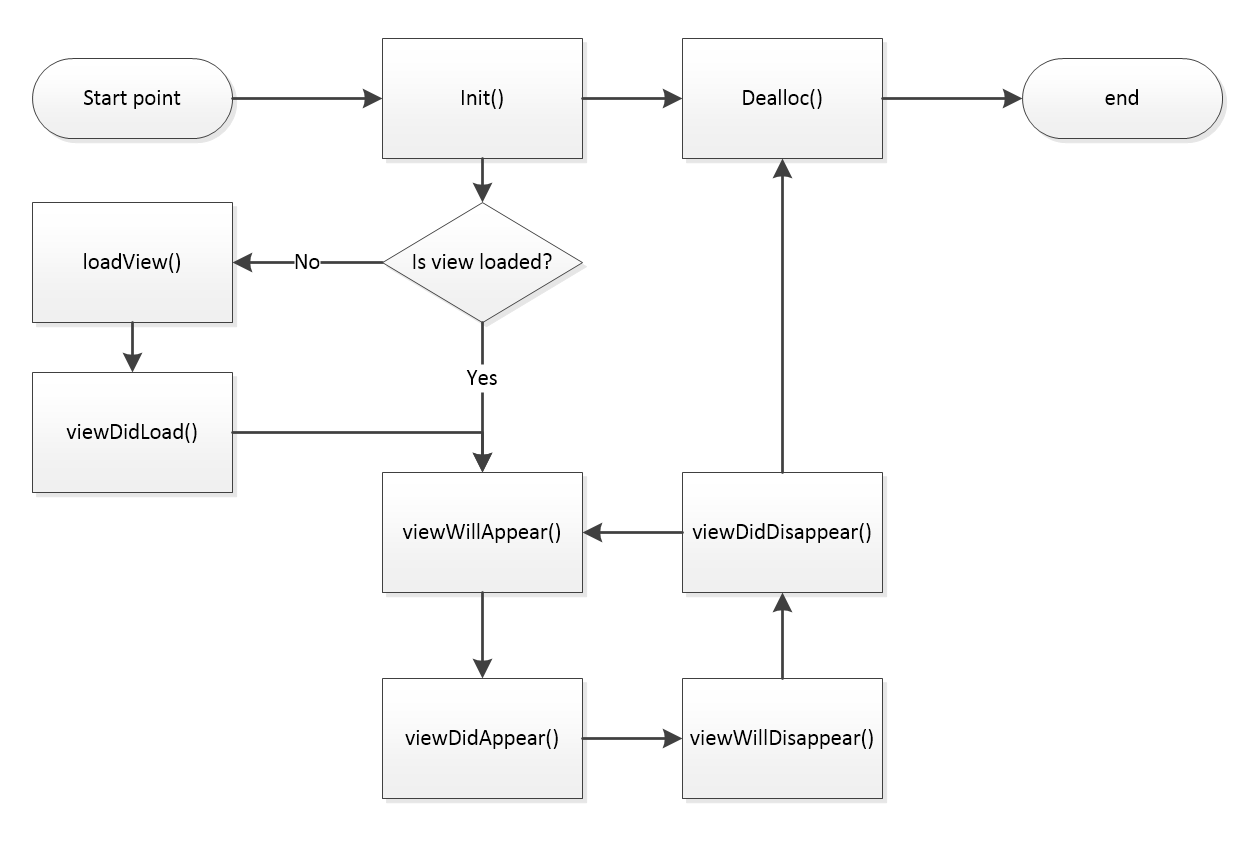 Start point
Init()
Dealloc()
end
loadView()
No
Is view loaded?
Yes
viewDidLoad()
viewWillAppear()
viewDidDisappear()
viewDidAppear()
viewWillDisappear()